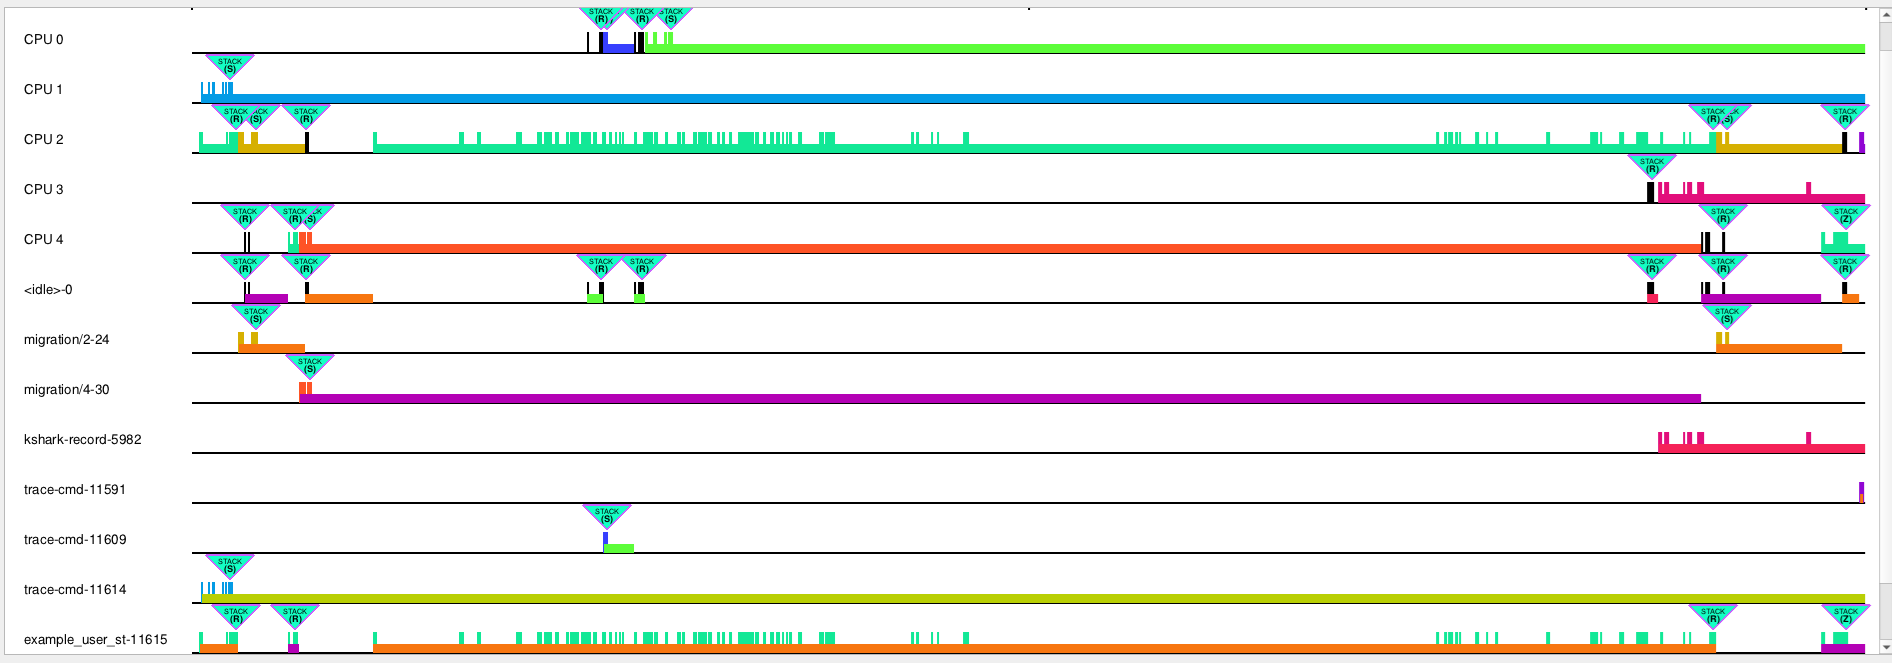 STACK STACK STACK
(R) (R) (S)
CPU 0
STACK
(S)
CPU 1
STACK ACK STACK STACK STACK
(R) (S) (R) (R) S) (R)
CPU 2
STACK
(R)
CPU 3
STACK STACK CK STACK STACK
(R) (R) (S) (R) (Z)
CPU 4
STACK STACK STACK STACK STACK STACK STACK
(R) (R) (R) (R) (R) (R) (R)
<idle>-0
STACK STACK
(S) (S)
migration/2-24
STACK
(S)
migration/4-30
kshark-record-5982
trace-cmd-11591
STACK
(S)
trace-cmd-11609
STACK
(S)
trace-cmd-11614
STACK STACK STACK STACK
(R) (R) (R) (Z)
example_user_st-11615